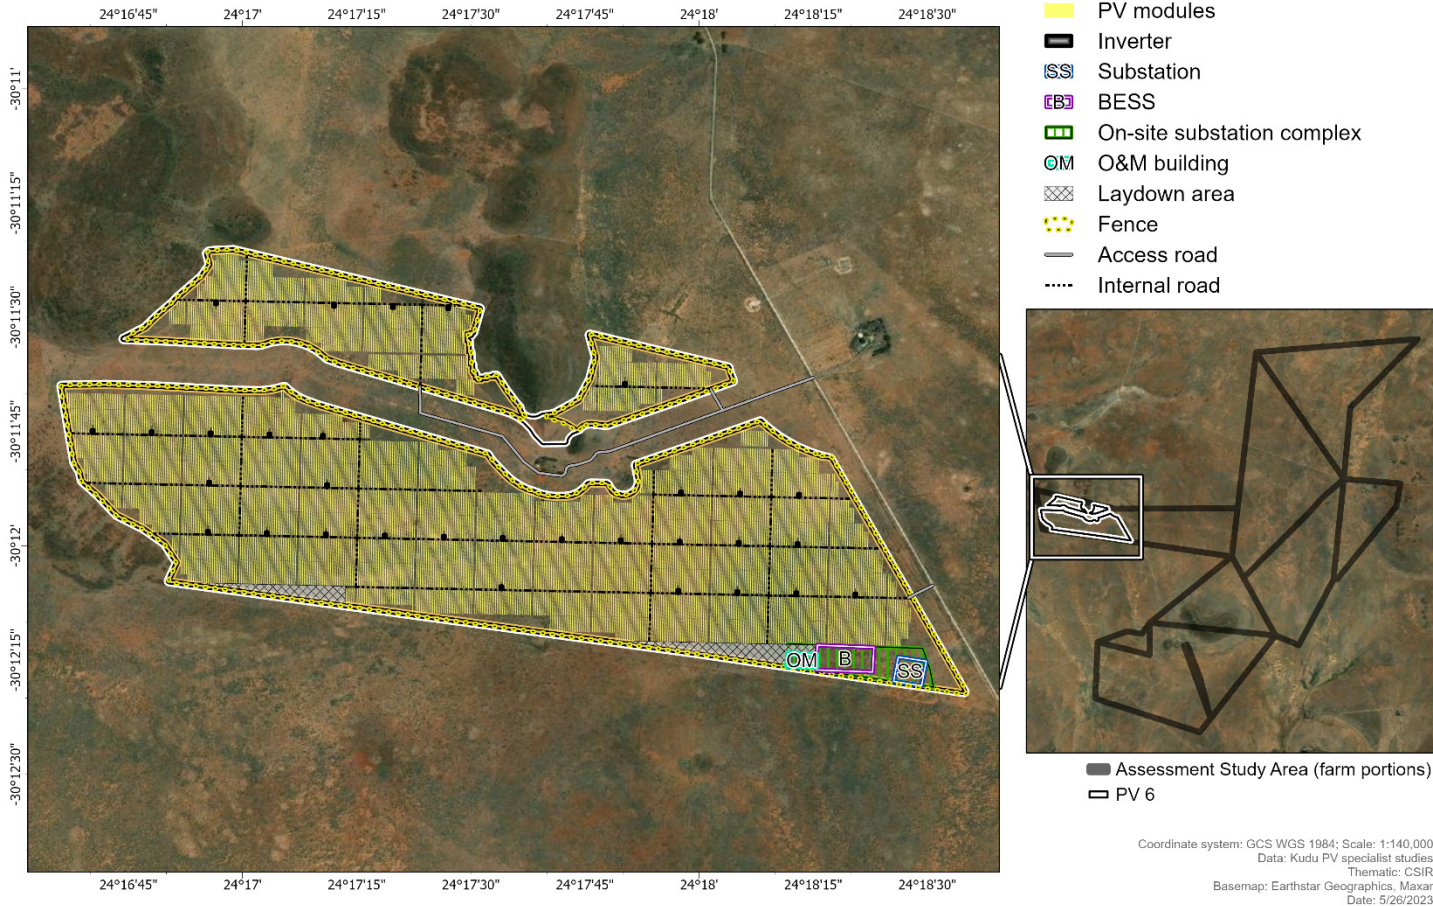 24°16'45" 24°17' 24°17'15" 24°17'30" 24°17'45" 24°18' 24°18'15" 24°18'30"
-30°11'
-30°11'15"
-30°11'30"
-30°11'45"
-30°12'
-30°12'15"
-30°12'30"
OM B SS
24°16'45" 24°17' 24°17'15" 24°17'30" 24°17'45" 24°18' 24°18'15" 24°18'30"
PV modules
Inverter
SS Substation
B BESS
On-site substation complex
OM O&M building
Laydown area
Fence
Access road
Internal road
Assessment Study Area (farm portions)
PV 6
Coordinate system: GCS WGS 1984; Scale: 1:140,000
Data: Kudu PV specialist studies
Thematic: CSIR
Basemap: Earthstar Geographics, Maxar
Date: 5/26/2023